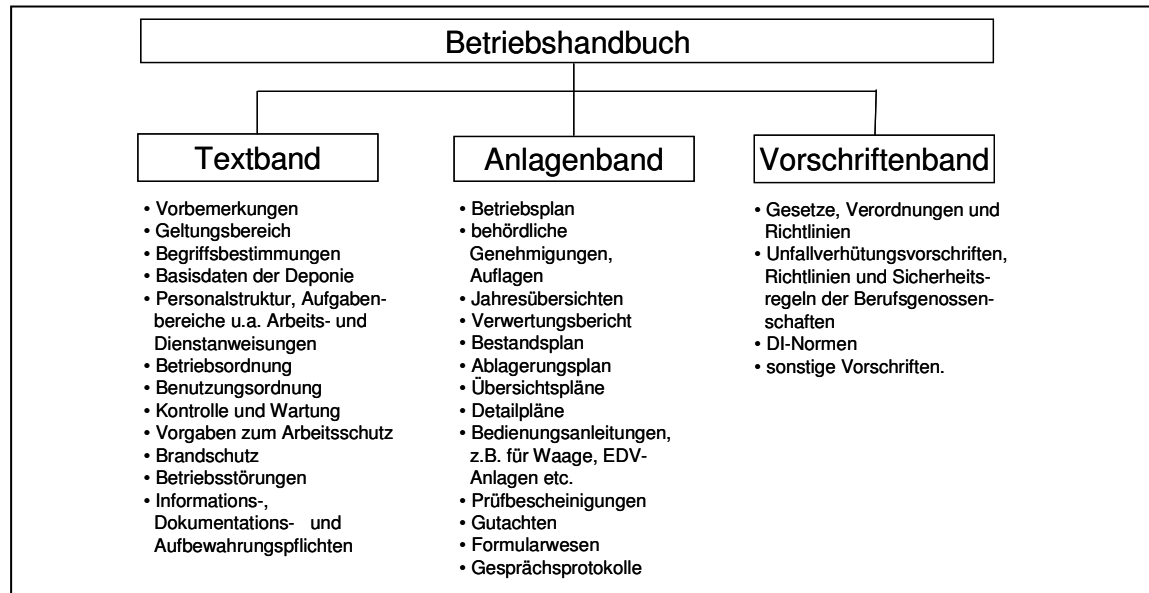 Betriebshandbuch
Textband
• Vorbemerkungen
• Geltungsbereich
• Begriffsbestimmungen
• Basisdaten der Deponie
• Personalstruktur, Aufgaben-
bereiche u.a. Arbeits- und
Dienstanweisungen
• Betriebsordnung
• Benutzungsordnung
• Kontrolle und Wartung
• Vorgaben zum Arbeitsschutz
• Brandschutz
• Betriebsstörungen
• Informations-,
Dokumentations- und
Aufbewahrungspflichten
Anlagenband
• Betriebsplan
• behördliche
Genehmigungen,
Auflagen
• Jahresübersichten
• Verwertungsbericht
• Bestandsplan
• Ablagerungsplan
• Übersichtspläne
• Detailpläne
• Bedienungsanleitungen,
z.B. für Waage, EDV-
Anlagen etc.
• Prüfbescheinigungen
• Gutachten
• Formularwesen
• Gesprächsprotokolle
Vorschriftenband
• Gesetze, Verordnungen und
Richtlinien
• Unfallverhütungsvorschriften,
Richtlinien und Sicherheits-
regeln der Berufsgenossen-
schaften
• DI-Normen
• sonstige Vorschriften.